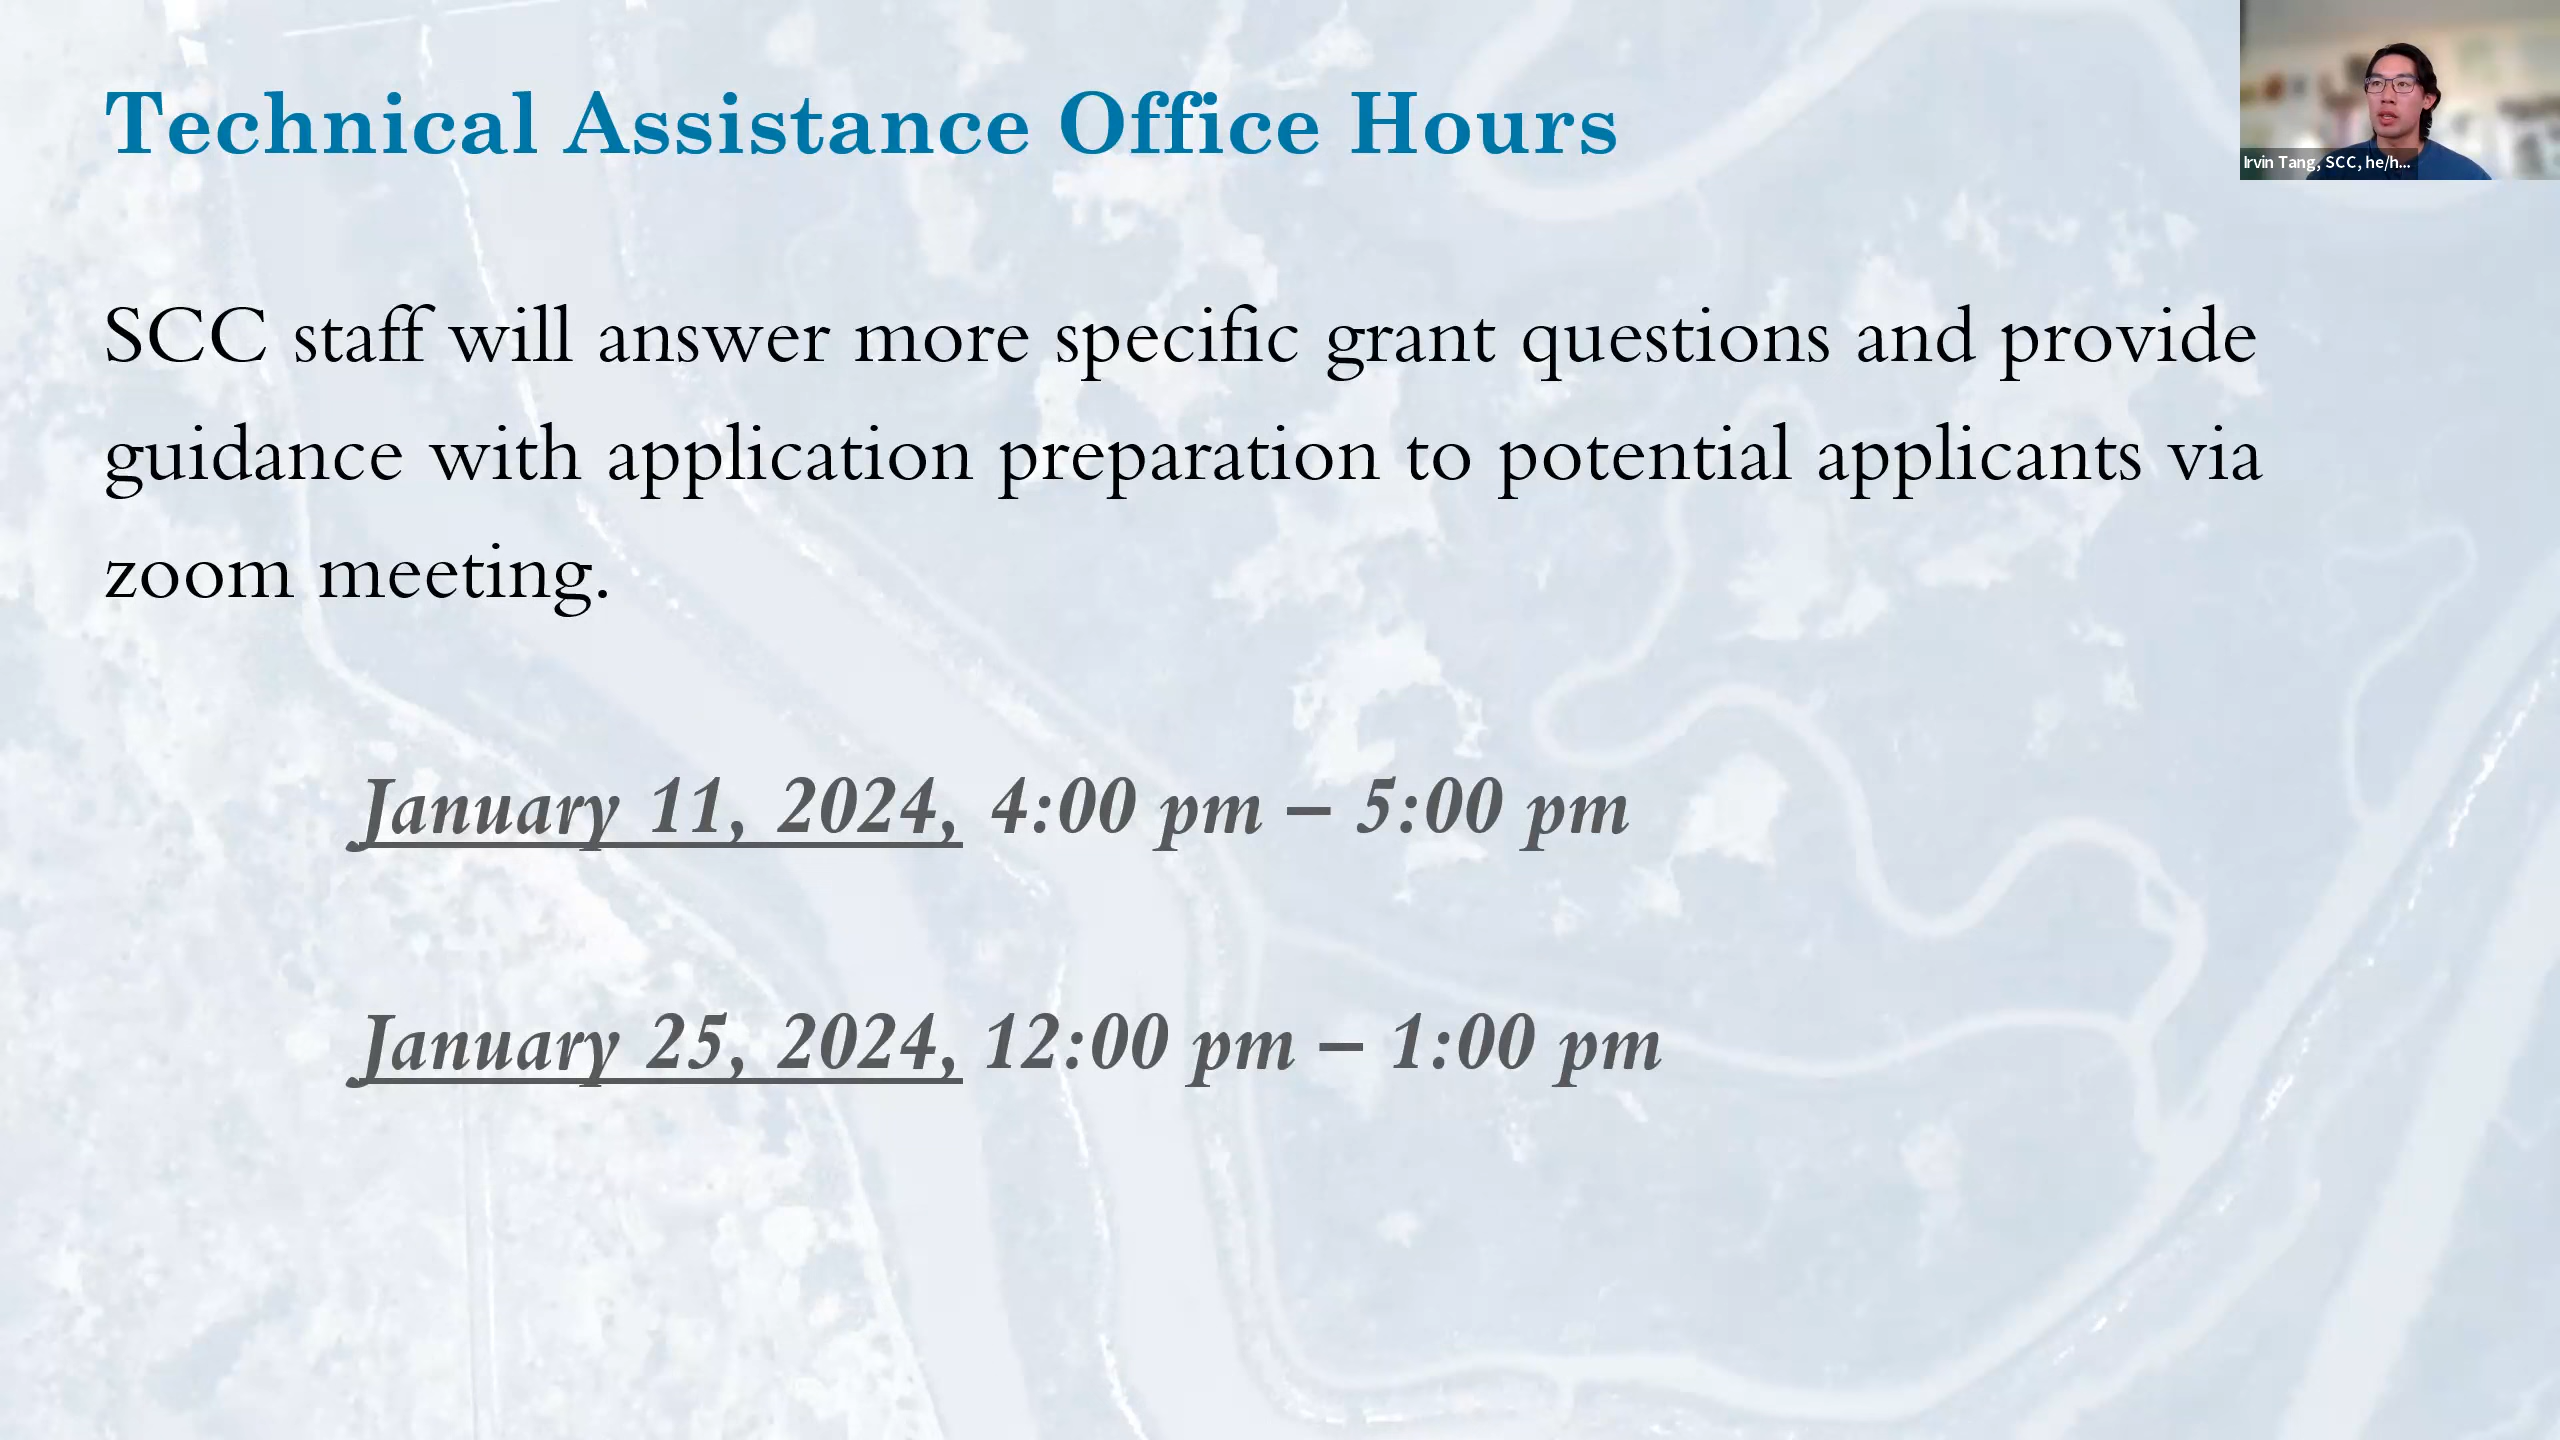 Technical Assistance Office Hours
Irvin Tang, SCC, he/h...
SCC staff will answer more specific grant questions and provide
guidance with application preparation to potential applicants via
zoom meeting.
January 11, 2024, 4:00 pm – 5:00 pm
January 25, 2024, 12:00 pm – 1:00 pm